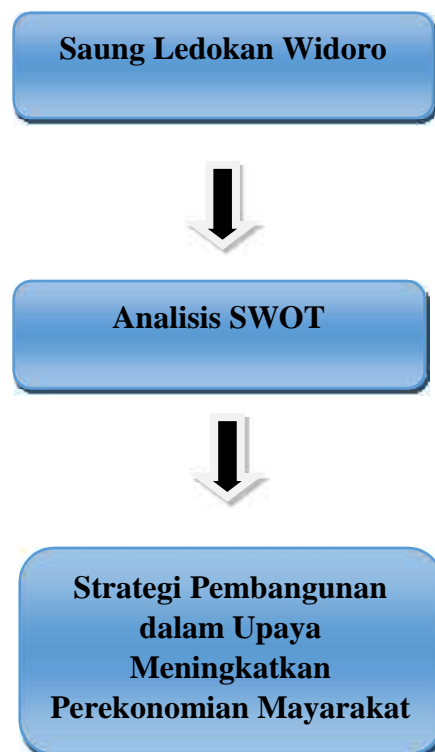 Saung Ledokan Widoro
Analisis SWOT
Strategi Pembangunan
dalam Upaya
Meningkatkan
Perekonomian Mayarakat